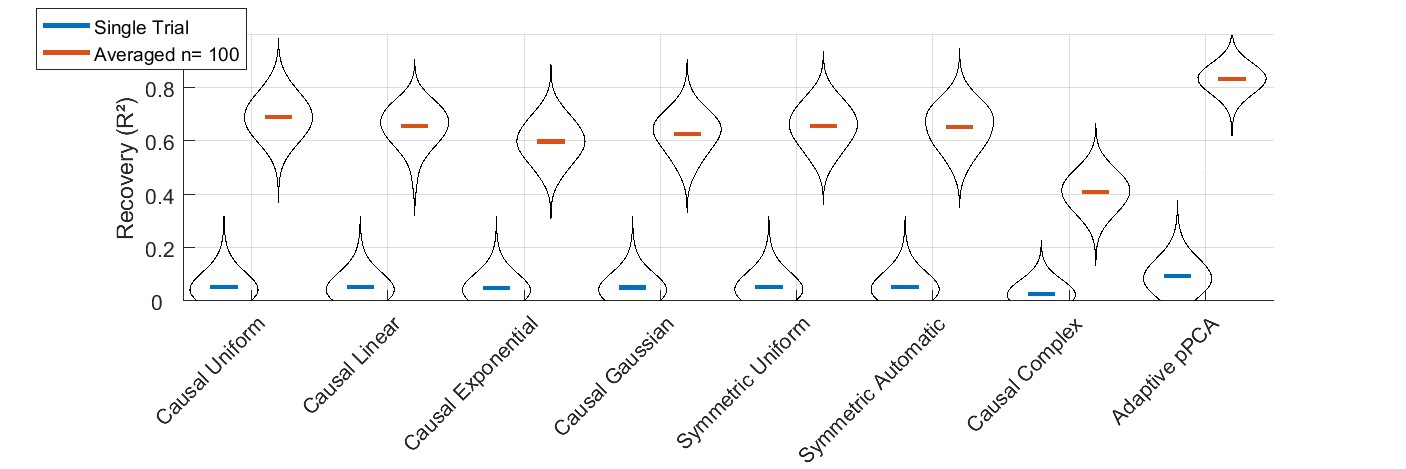 Single Trial
Averaged n= 100
Recovery (R²)
0.8
0.6
0.4
0.2
0
Causal Uniform
Causal Linear
Causal Exponential
Causal Gaussian
Symmetric Uniform
Symmetric Automatic
Causal Complex
Adaptive pPCA